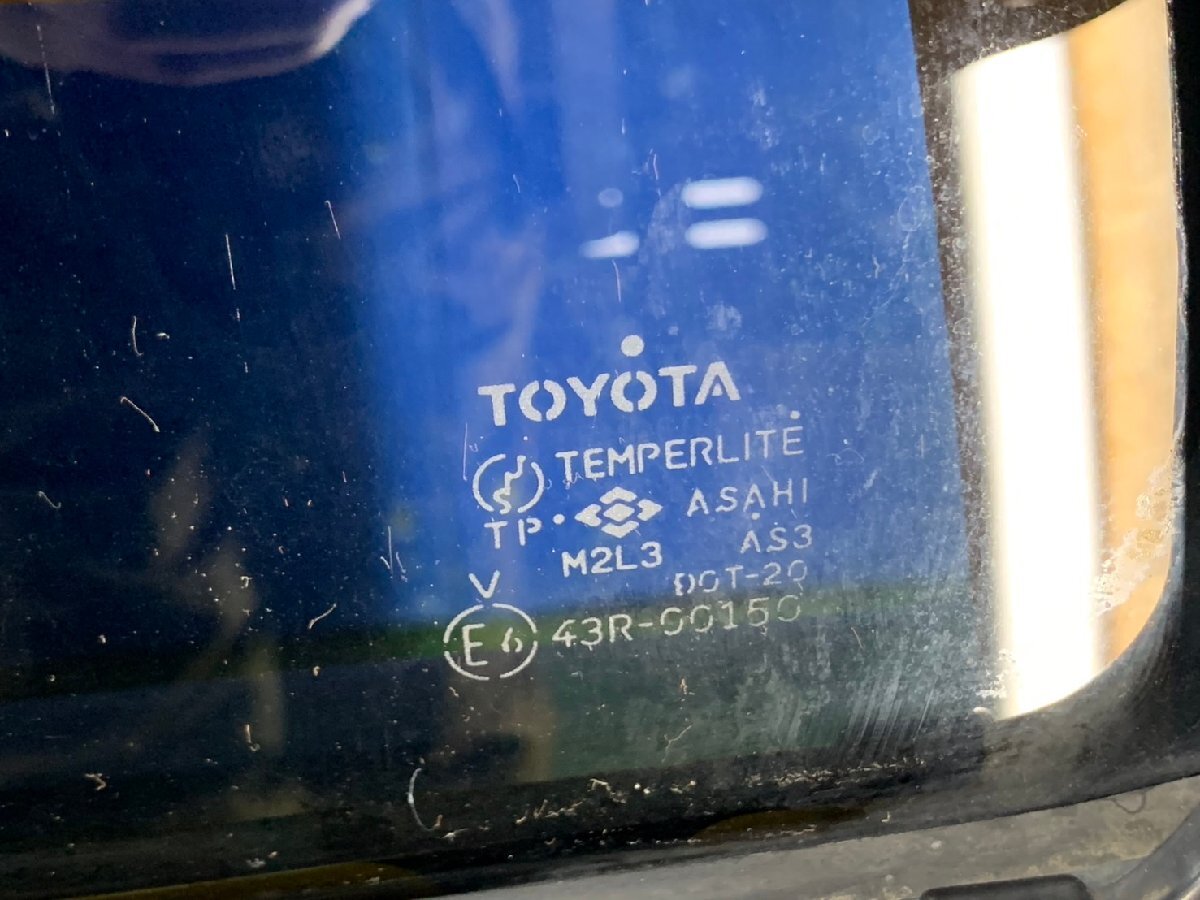 TOYOTA
TEMPERLITE
TP ASAHI
M2L3 AS3
DOT-20
V
E6 43R-00150